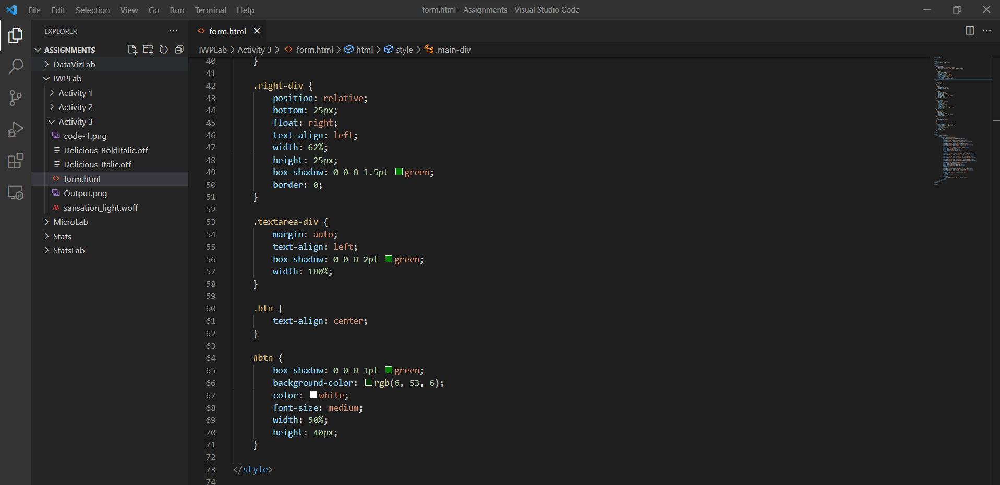 File Edit Selection View Go Run Terminal Help
form.html - Assignments - Visual Studio Code
EXPLORER
ASSIGNMENTS
DataVizLab
IWPLab
Activity 1
Activity 2
Activity 3
code-1.png
Delicious-BoldItalic.otf
Delicious-Italic.otf
form.html
Output.png
sansation_light.woff
MicroLab
Stats
StatsLab
form.html
IWPLab > Activity 3 > form.html > html > style > .main-div
40 }
41
42 .right-div {
43 position: relative;
44 bottom: 25px;
45 float: right;
46 text-align: left;
47 width: 62%;
48 height: 25px;
49 box-shadow: 0 0 0 1.5pt green;
50 border: 0;
51 }
52
53 .textarea-div {
54 margin: auto;
55 text-align: left;
56 box-shadow: 0 0 0 2pt green;
57 width: 100%;
58 }
59
60 .btn {
61 text-align: center;
62 }
63
64 #btn {
65 box-shadow: 0 0 0 1pt green;
66 background-color: rgb(6, 53, 6);
67 color: white;
68 font-size: medium;
69 width: 50%;
70 height: 40px;
71 }
72
73 </style>
74